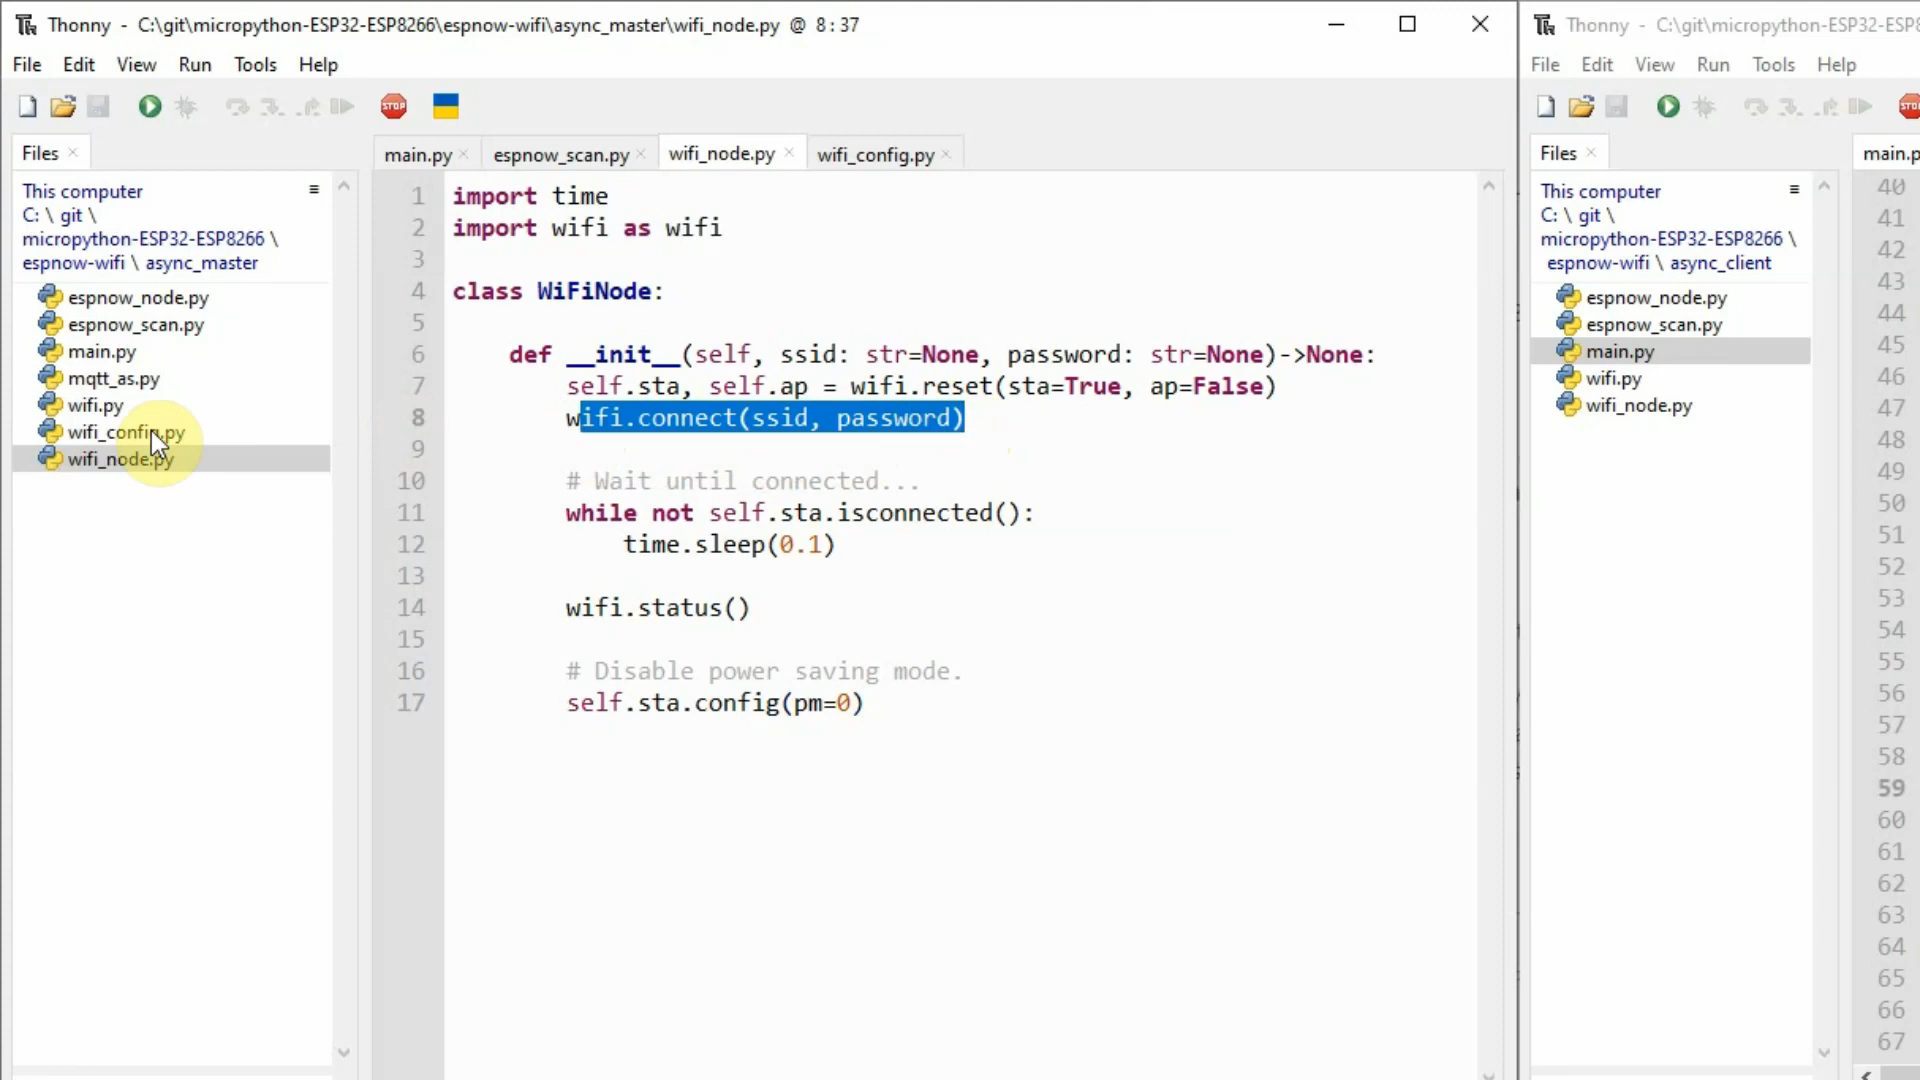 Thonny - C:\git\micropython-ESP32-ESP8266\espnow-wifi\async_master\wifi_node.py @ 8:37
File Edit View Run Tools Help
STOP
Files
This computer
C: \ git \
micropython-ESP32-ESP8266 \
espnow-wifi \ async_master
espnow_node.py
espnow_scan.py
main.py
mqtt_as.py
wifi.py
wifi_config.py
wifi_node.py
main.py espnow_scan.py wifi_node.py wifi_config.py
1 import time
2 import wifi as wifi
3
4 class WiFiNode:
5
6 def __init__(self, ssid: str=None, password: str=None)->None:
7 self.sta, self.ap = wifi.reset(sta=True, ap=False)
8 wifi.connect(ssid, password)
9
10 # Wait until connected...
11 while not self.sta.isconnected():
12 time.sleep(0.1)
13
14 wifi.status()
15
16 # Disable power saving mode.
17 self.sta.config(pm=0)
Thonny - C:\git\micropython-ESP32-ESP8
File Edit View Run Tools Help
STO
Files
This computer
C: \ git \
micropython-ESP32-ESP8266 \
espnow-wifi \ async_client
espnow_node.py
espnow_scan.py
main.py
wifi.py
wifi_node.py
main.p
40
41
42
43
44
45
46
47
48
49
50
51
52
53
54
55
56
57
58
59
60
61
62
63
64
65
66
67